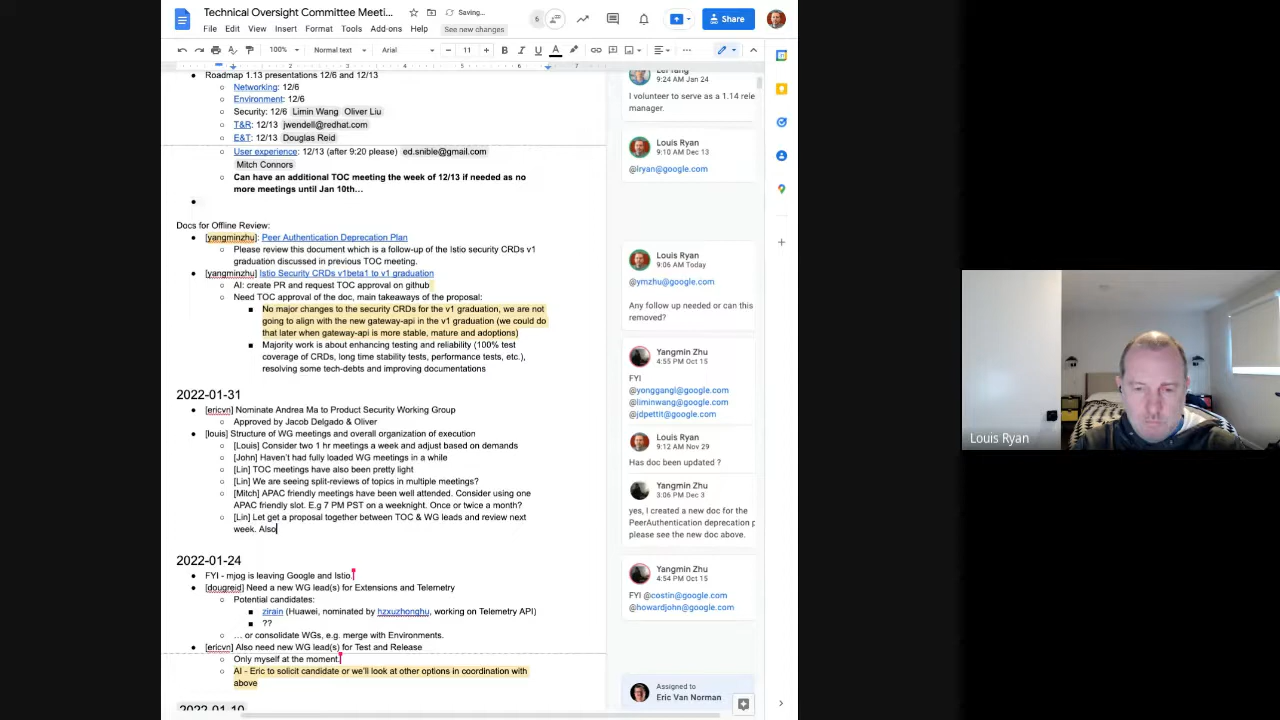 Technical Oversight Committee Meeti...
Saving...
File Edit View Insert Format Tools Add-ons Help
See new changes
6
Share
100%
Normal text
Arial
11
1 2 3 4 5 6 7
Roadmap 1.13 presentations 12/6 and 12/13
Networking: 12/6
Environment: 12/6
Security: 12/6 Limin Wang Oliver Liu
T&R: 12/13 jwendell@redhat.com
E&T: 12/13 Douglas Reid
User experience: 12/13 (after 9:20 please) ed.snible@gmail.com
Mitch Connors
Can have an additional TOC meeting the week of 12/13 if needed as no
more meetings until Jan 10th...
Docs for Offline Review:
[yangminzhu]: Peer Authentication Deprecation Plan
Please review this document which is a follow-up of the Istio security CRDs v1
graduation discussed in previous TOC meeting.
[yangminzhu] Istio Security CRDs v1beta1 to v1 graduation
AI: create PR and request TOC approval on github
Need TOC approval of the doc, main takeaways of the proposal:
No major changes to the security CRDs for the v1 graduation, we are not
going to align with the new gateway-api in the v1 graduation (we could do
that later when gateway-api is more stable, mature and adoptions)
Majority work is about enhancing testing and reliability (100% test
coverage of CRDs, long time stability tests, performance tests, etc.),
resolving some tech-debts and improving documentations
2022-01-31
[ericvn] Nominate Andrea Ma to Product Security Working Group
Approved by Jacob Delgado & Oliver
[louis] Structure of WG meetings and overall organization of execution
[Louis] Consider two 1 hr meetings a week and adjust based on demands
[John] Haven't had fully loaded WG meetings in a while
[Lin] TOC meetings have also been pretty light
[Lin] We are seeing split-reviews of topics in multiple meetings?
[Mitch] APAC friendly meetings have been well attended. Consider using one
APAC friendly slot. E.g 7 PM PST on a weeknight. Once or twice a month?
[Lin] Let get a proposal together between TOC & WG leads and review next
week. Also
2022-01-24
FYI - mjog is leaving Google and Istio.
[dougreid] Need a new WG lead(s) for Extensions and Telemetry
Potential candidates:
zirain (Huawei, nominated by hzxuzhonghu, working on Telemetry API)
??
... or consolidate WGs, e.g. merge with Environments.
[ericvn] Also need new WG lead(s) for Test and Release
Only myself at the moment.
AI - Eric to solicit candidate or we'll look at other options in coordination with
above
2022-01-10
9:24 AM Jan 24
I volunteer to serve as a 1.14 rele
manager.
Louis Ryan
9:10 AM Dec 13
@lryan@google.com
Louis Ryan
9:06 AM Today
@ymzhu@google.com
Any follow up needed or can this
removed?
Yangmin Zhu
4:55 PM Oct 15
FYI
@yonggangl@google.com
@liminwang@google.com
@jdpettit@google.com
Louis Ryan
9:12 AM Nov 29
Has doc been updated ?
Yangmin Zhu
3:06 PM Dec 3
yes, I created a new doc for the
PeerAuthentication deprecation p
please see the new doc above.
Yangmin Zhu
4:54 PM Oct 15
FYI @costin@google.com
@howardjohn@google.com
Assigned to
Eric Van Norman
Louis Ryan